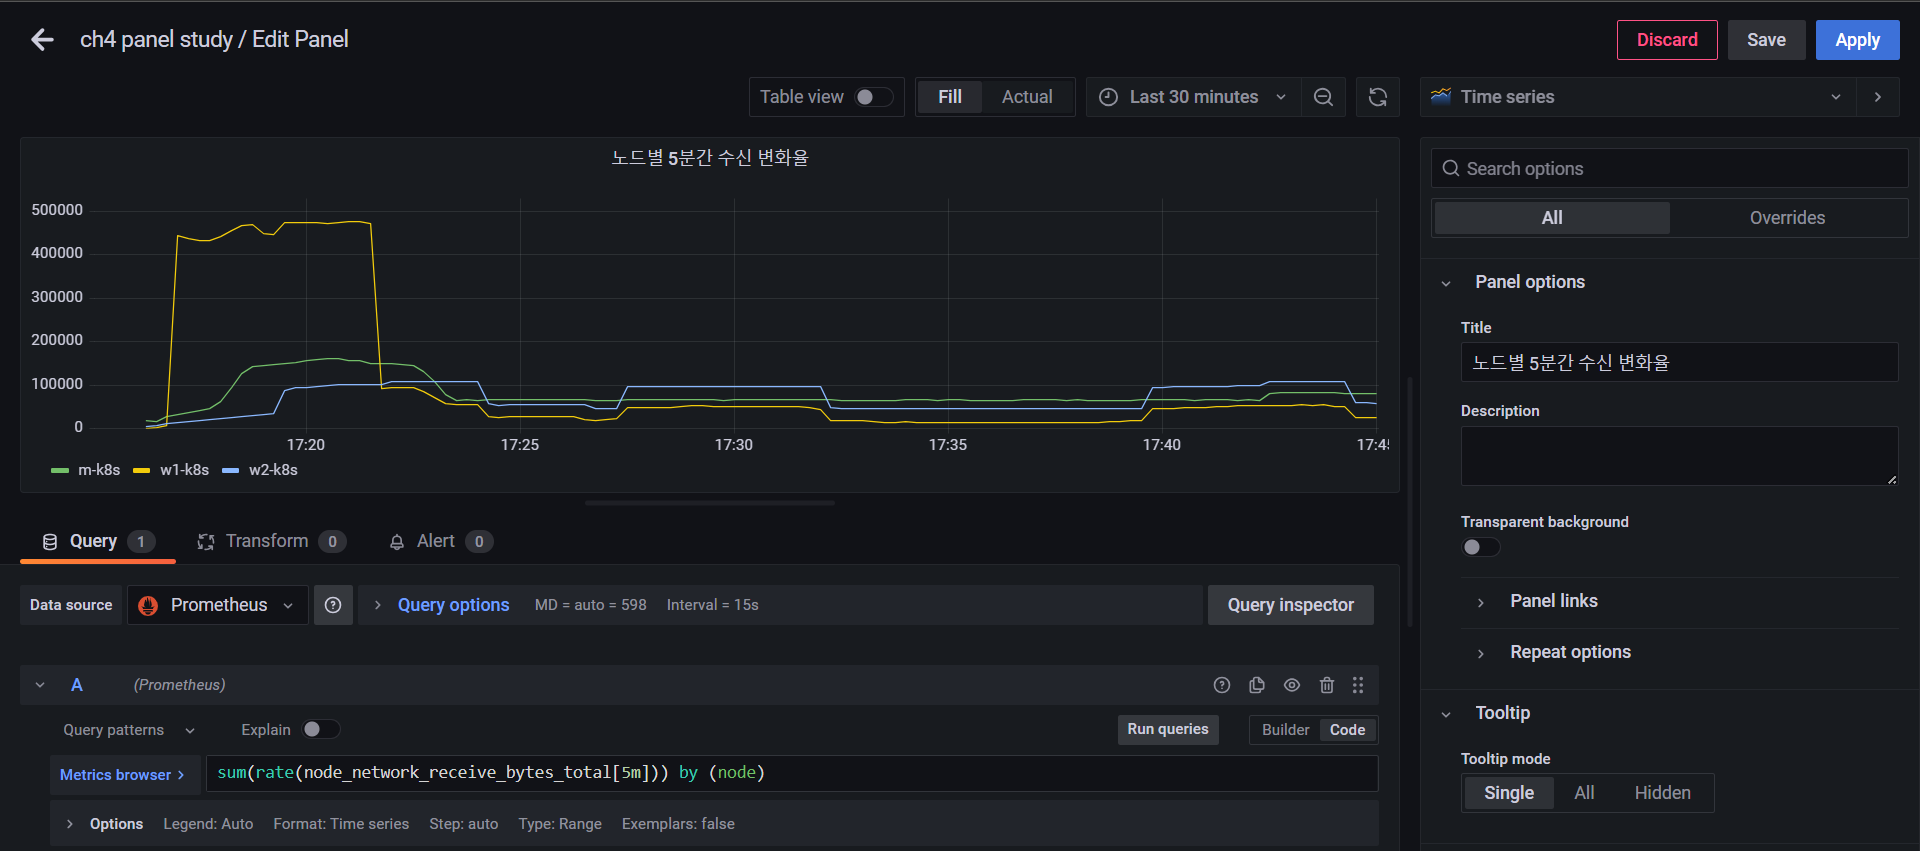 ch4 panel study / Edit Panel
Discard
Save
Apply
Table view
Fill
Actual
Last 30 minutes
Time series
노드별 5분간 수신 변화율
500000
400000
300000
200000
100000
0
17:20
17:25
17:30
17:35
17:40
17:4
m-k8s
w1-k8s
w2-k8s
Search options
All
Overrides
Panel options
Title
노드별 5분간 수신 변화율
Description
Transparent background
Panel links
Repeat options
Tooltip
Tooltip mode
Single
All
Hidden
Query 1
Transform 0
Alert 0
Data source
Prometheus
Query options
MD = auto = 598
Interval = 15s
Query inspector
A
(Prometheus)
Query patterns
Explain
Run queries
Builder
Code
Metrics browser >
sum(rate(node_network_receive_bytes_total[5m])) by (node)
Options
Legend: Auto
Format: Time series
Step: auto
Type: Range
Exemplars: false